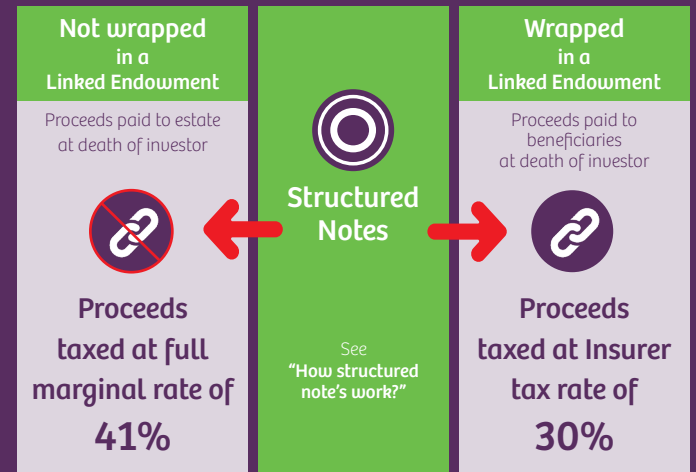 Not wrapped
in a
Linked Endowment
Proceeds paid to estate
at death of investor
Proceeds
taxed at full
marginal rate of
41%
Structured
Notes
See
"How structured
note's work?"
Wrapped
in a
Linked Endowment
Proceeds paid to
beneficiaries
at death of investor
Proceeds
taxed at Insurer
tax rate of
30%